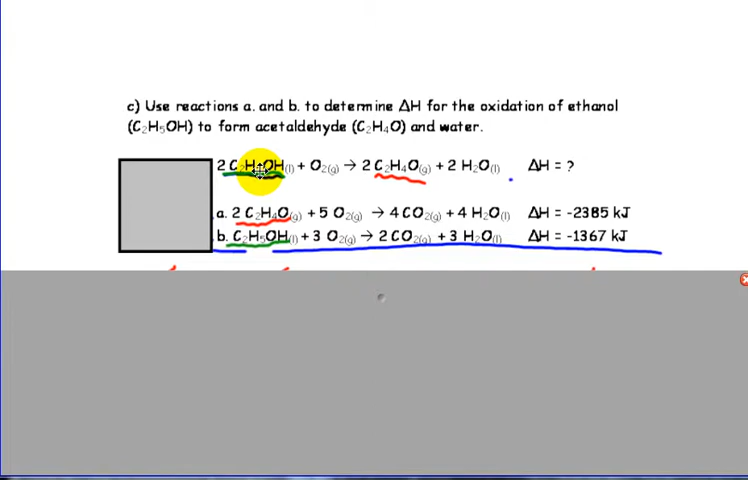 c) Use reactions a. and b. to determine ΔH for the oxidation of ethanol
(C₂H₅OH) to form acetaldehyde (C₂H₄O) and water.
2 C₂H₅OH(l) + O₂(g) → 2 C₂H₄O(g) + 2 H₂O(l) ΔH = ?
a. 2 C₂H₄O(g) + 5 O₂(g) → 4 CO₂(g) + 4 H₂O(l) ΔH = -2385 kJ
b. C₂H₅OH(l) + 3 O₂(g) → 2 CO₂(g) + 3 H₂O(l) ΔH = -1367 kJ